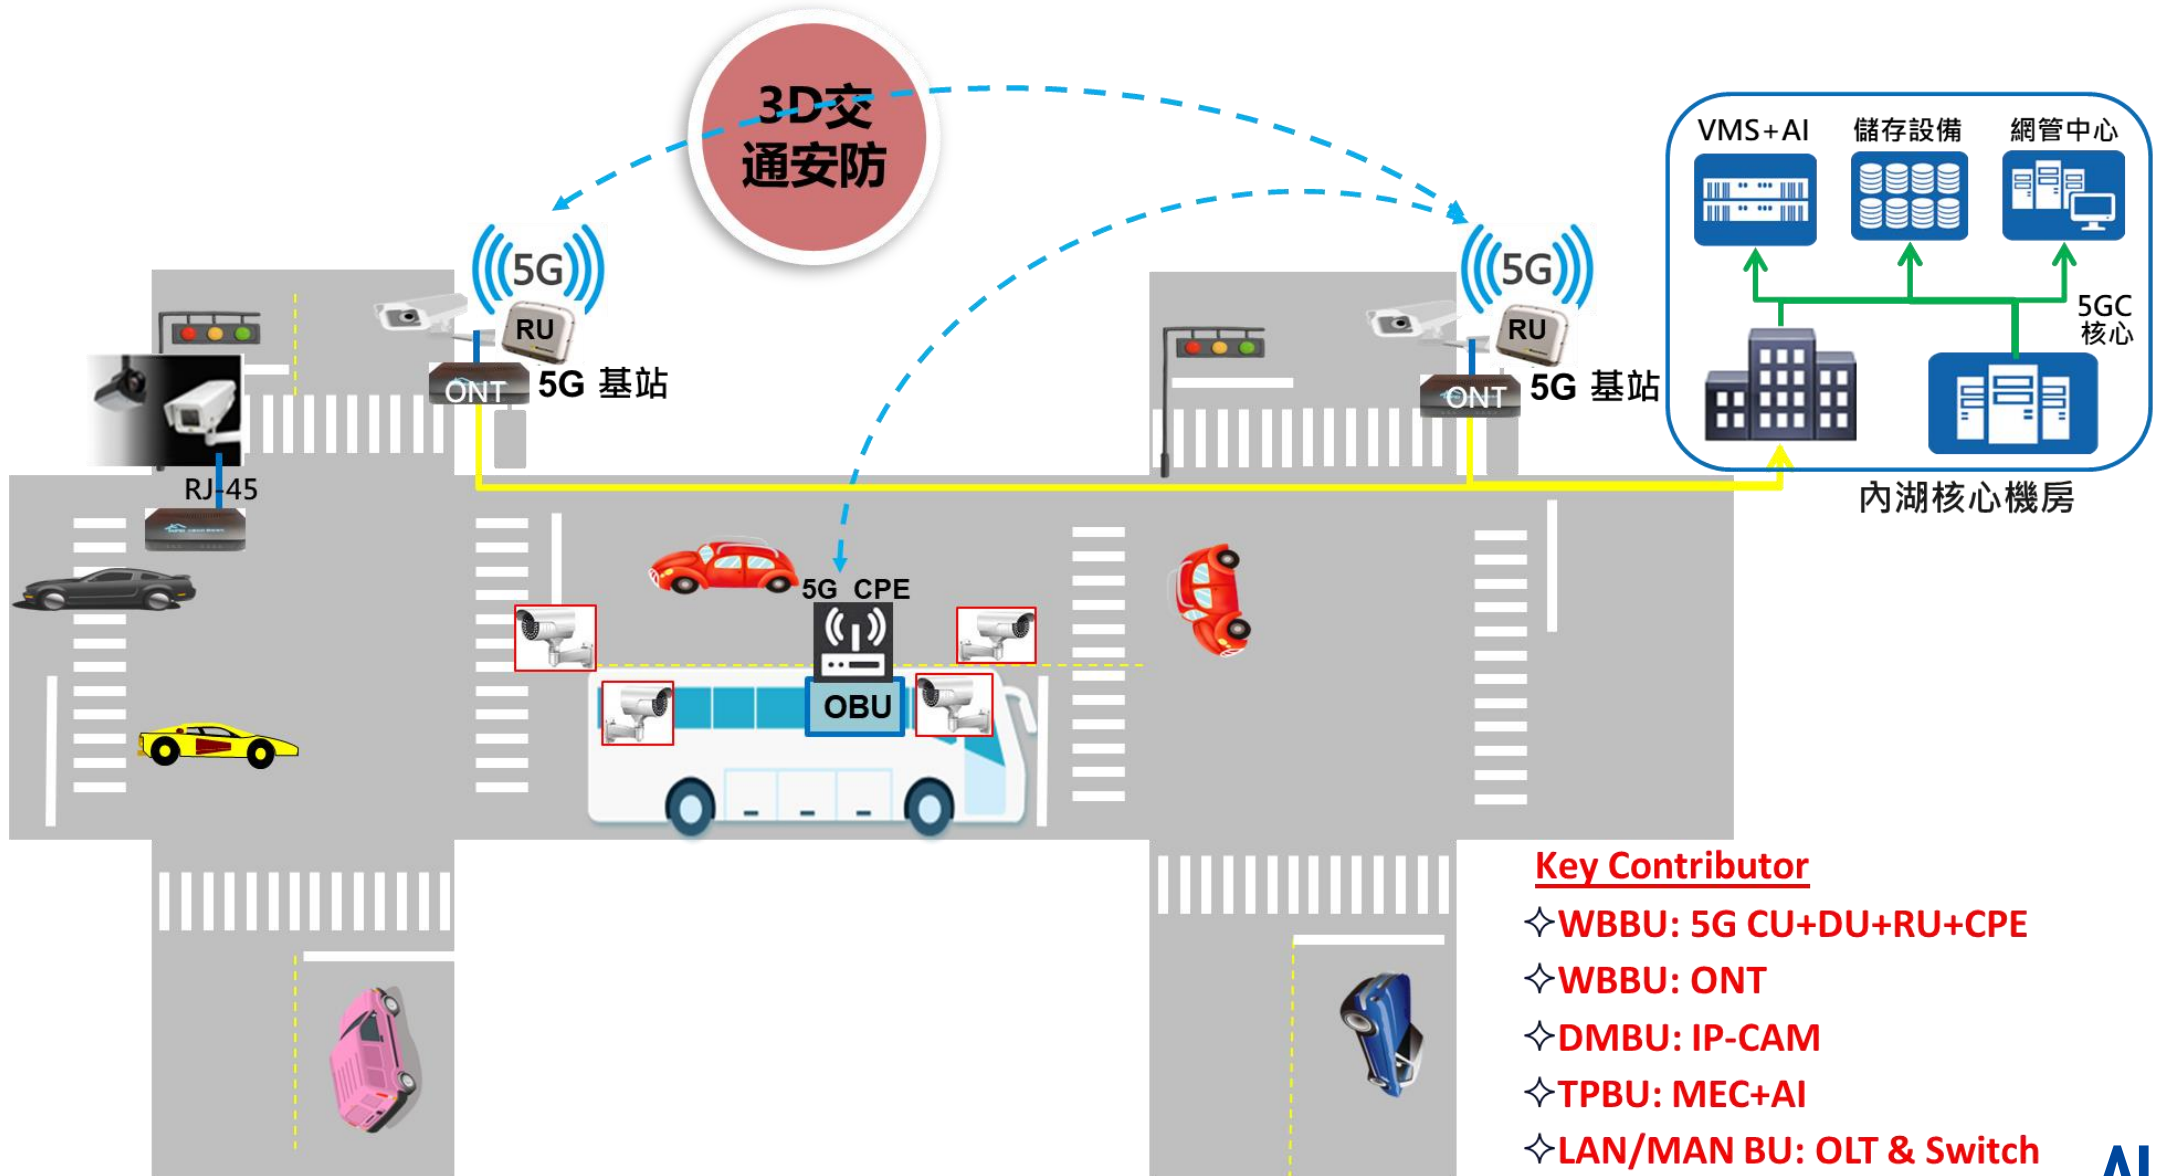 3D交
通安防
VMS+AI
儲存設備
網管中心
5G
5G
5GC
核心
RU
RU
ONT
5G 基站
ONT
5G 基站
RJ-45
內湖核心機房
5G CPE
OBU
Key Contributor
✧WBBU: 5G CU+DU+RU+CPE
✧WBBU: ONT
✧DMBU: IP-CAM
✧TPBU: MEC+AI
✧LAN/MAN BU: OLT & Switch